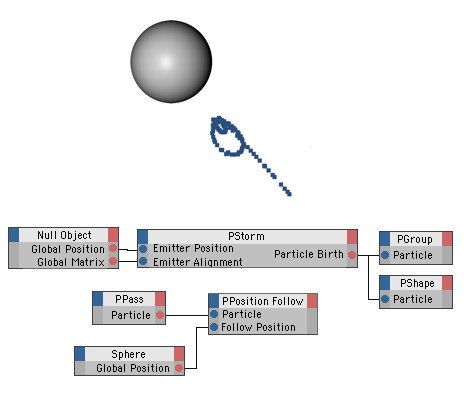 Null Object
Global Position
Global Matrix
PStorm
Emitter Position
Emitter Alignment
Particle Birth
PGroup
Particle
PShape
Particle
PPass
Particle
PPosition Follow
Particle
Follow Position
Sphere
Global Position